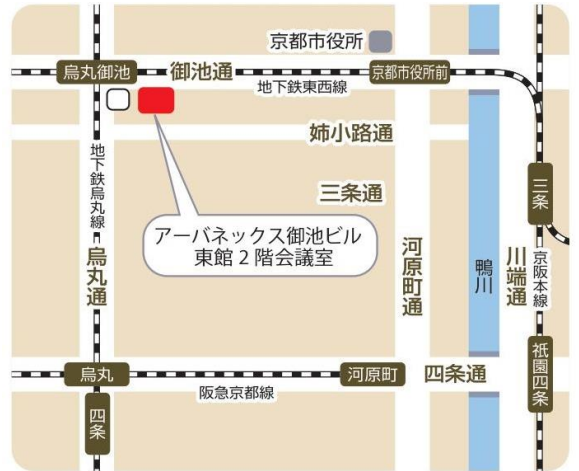 京都市役所
烏丸御池
御池通
京都市役所前
地下鉄東西線
姉小路通
地下鉄烏丸線
三条通
三条
アーバネックス御池ビル
東館2階会議室
烏丸通
河原町通
鴨川
川端通
京阪本線
烏丸
河原町
四条通
祇園四条
阪急京都線
四条